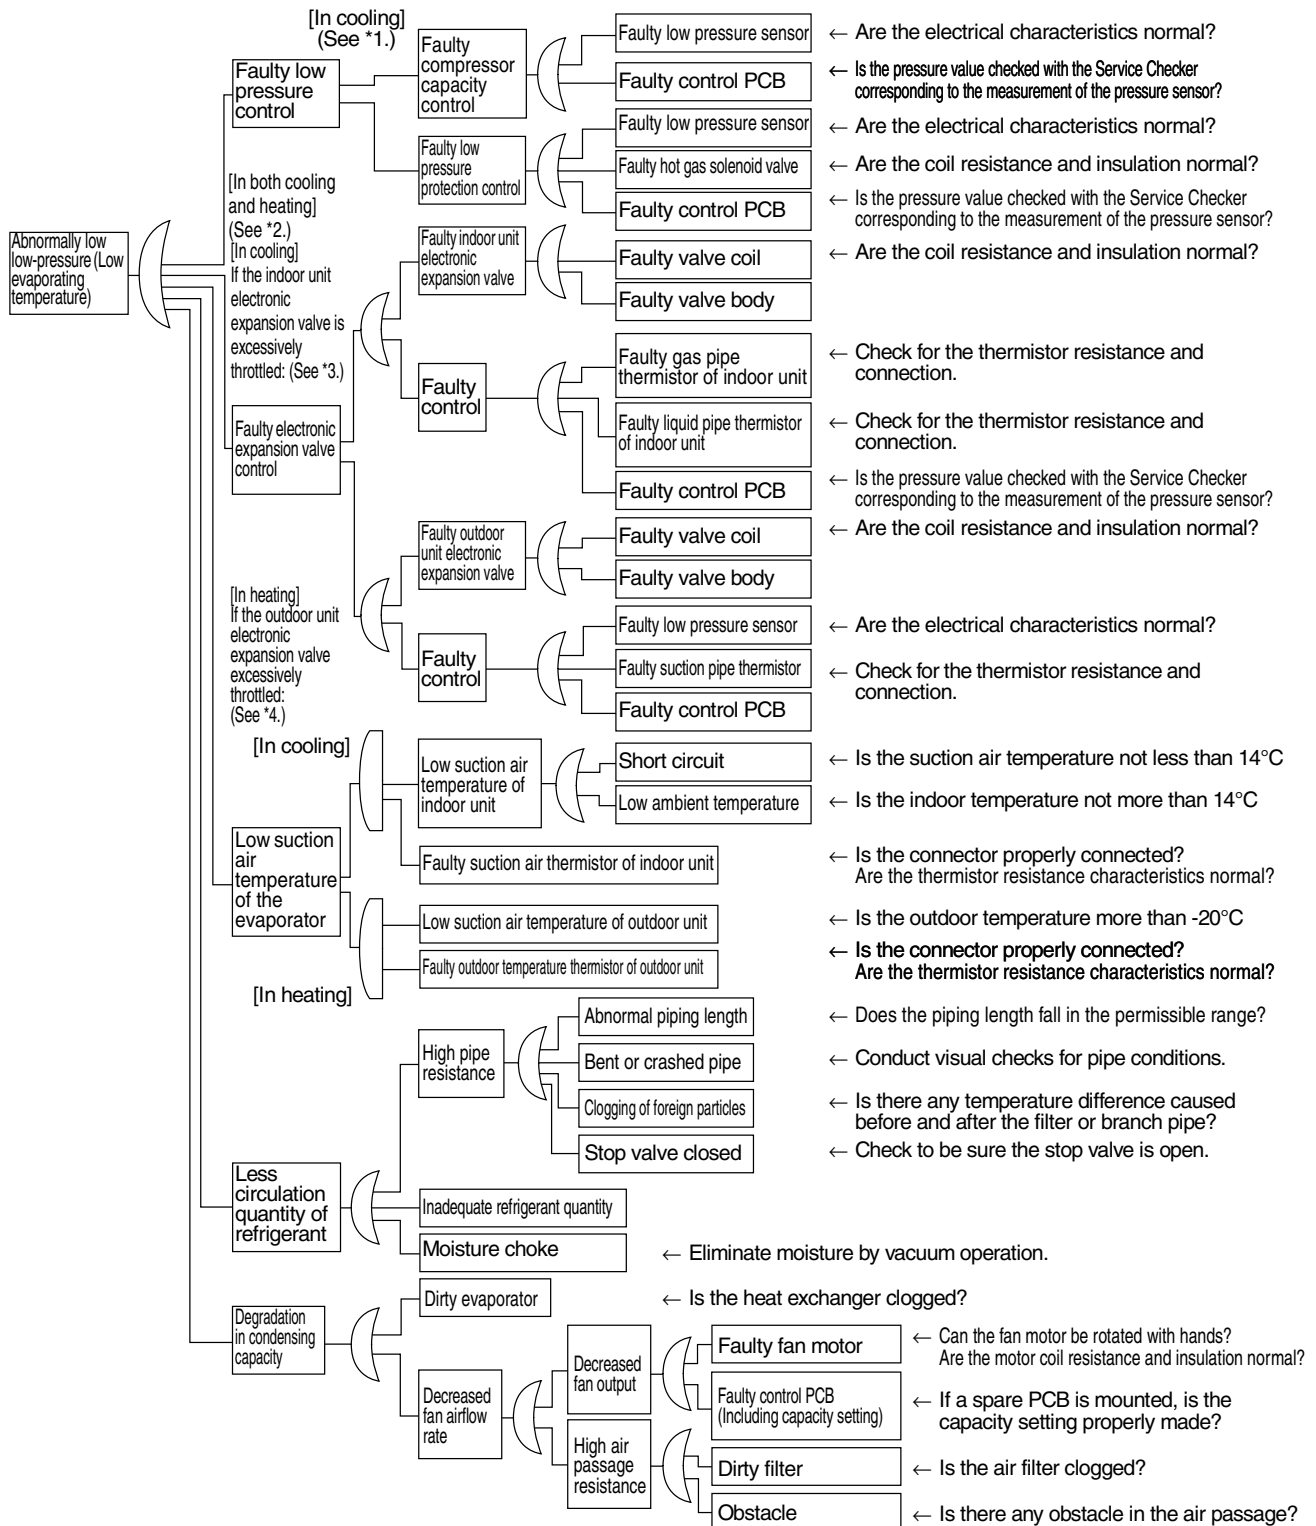 [In cooling]
(See *1.)
Faulty
compressor
capacity
control
Faulty low pressure sensor
← Are the electrical characteristics normal?
Faulty control PCB
← Is the pressure value checked with the Service Checker
corresponding to the measurement of the pressure sensor?
Faulty low
pressure
control
Faulty low
pressure
protection control
Faulty low pressure sensor
← Are the electrical characteristics normal?
Faulty hot gas solenoid valve
← Are the coil resistance and insulation normal?
Faulty control PCB
← Is the pressure value checked with the Service Checker
corresponding to the measurement of the pressure sensor?
[In both cooling
and heating]
(See *2.)
[In cooling]
If the indoor unit
electronic
expansion valve is
excessively
throttled: (See *3.)
Abnormally low
low-pressure (Low
evaporating
temperature)
Faulty indoor unit
electronic
expansion valve
Faulty valve coil
← Are the coil resistance and insulation normal?
Faulty valve body
Faulty
control
Faulty gas pipe
thermistor of indoor unit
← Check for the thermistor resistance and
connection.
Faulty liquid pipe thermistor
of indoor unit
← Check for the thermistor resistance and
connection.
Faulty control PCB
← Is the pressure value checked with the Service Checker
corresponding to the measurement of the pressure sensor?
Faulty electronic
expansion valve
control
Faulty outdoor
unit electronic
expansion valve
Faulty valve coil
← Are the coil resistance and insulation normal?
Faulty valve body
[In heating]
If the outdoor unit
electronic
expansion valve
excessively
throttled:
(See *4.)
Faulty
control
Faulty low pressure sensor
← Are the electrical characteristics normal?
Faulty suction pipe thermistor
← Check for the thermistor resistance and
connection.
Faulty control PCB
[In cooling]
Low suction air
temperature of
indoor unit
Short circuit
← Is the suction air temperature not less than 14°C
Low ambient temperature
← Is the indoor temperature not more than 14°C
Low suction
air
temperature
of the
evaporator
Faulty suction air thermistor of indoor unit
← Is the connector properly connected?
Are the thermistor resistance characteristics normal?
Low suction air temperature of outdoor unit
← Is the outdoor temperature more than -20°C
Faulty outdoor temperature thermistor of outdoor unit
← Is the connector properly connected?
Are the thermistor resistance characteristics normal?
[In heating]
High pipe
resistance
Abnormal piping length
← Does the piping length fall in the permissible range?
Bent or crashed pipe
← Conduct visual checks for pipe conditions.
Clogging of foreign particles
← Is there any temperature difference caused
before and after the filter or branch pipe?
Stop valve closed
← Check to be sure the stop valve is open.
Less
circulation
quantity of
refrigerant
Inadequate refrigerant quantity
Moisture choke
← Eliminate moisture by vacuum operation.
Degradation
in condensing
capacity
Dirty evaporator
← Is the heat exchanger clogged?
Decreased
fan airflow
rate
Decreased
fan output
Faulty fan motor
← Can the fan motor be rotated with hands?
Are the motor coil resistance and insulation normal?
Faulty control PCB
(Including capacity setting)
← If a spare PCB is mounted, is the
capacity setting properly made?
High air
passage
resistance
Dirty filter
← Is the air filter clogged?
Obstacle
← Is there any obstacle in the air passage?